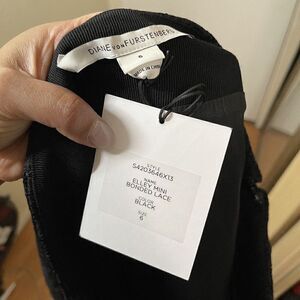 DIANE VON FURSTENBERG
6
MADE IN CHINA
STYLE
S4203646X13
NAME
ELLEY MINI
BONDED LACE
COLOR
BLACK
SIZE
6